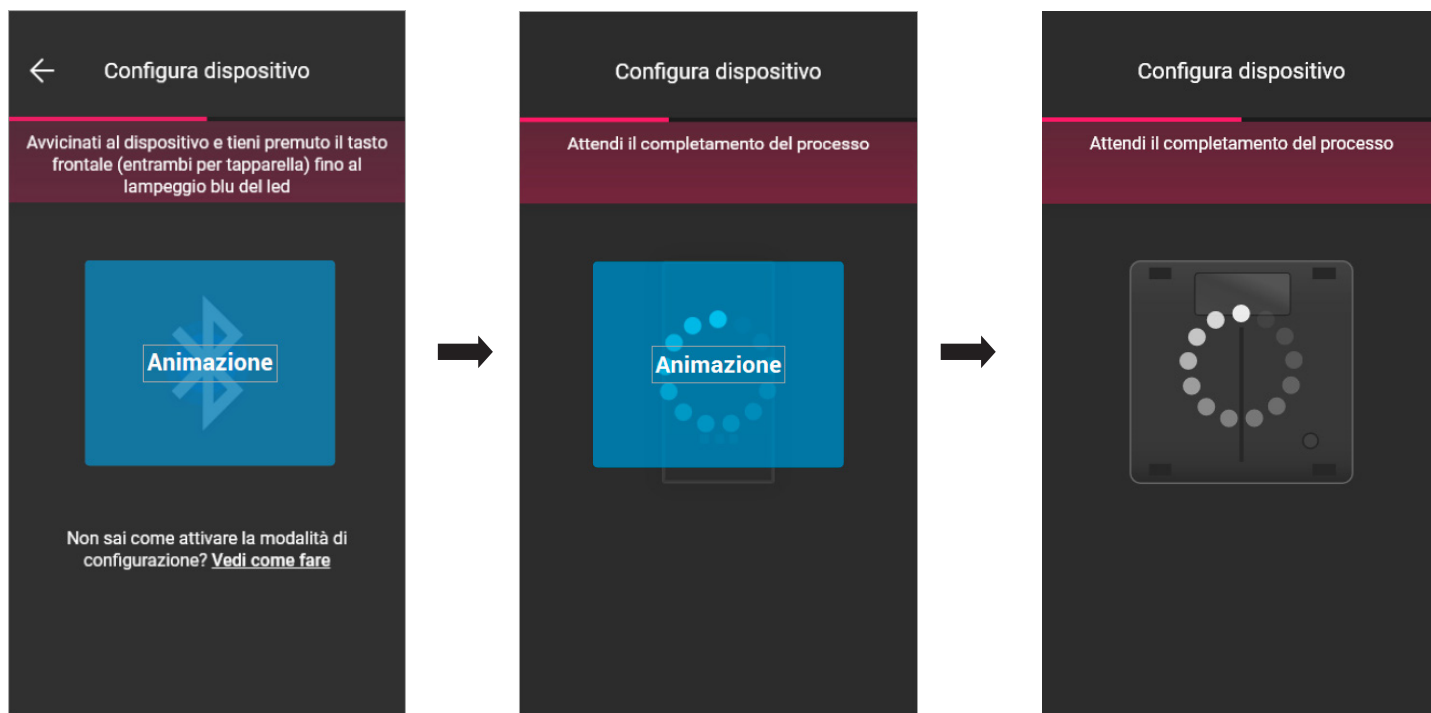 Configura dispositivo
Avvicinati al dispositivo e tieni premuto il tasto
frontale (entrambi per tapparella) fino al
lampeggio blu del led
Animazione
Non sai come attivare la modalità di
configurazione? Vedi come fare
Configura dispositivo
Attendi il completamento del processo
Animazione
Configura dispositivo
Attendi il completamento del processo